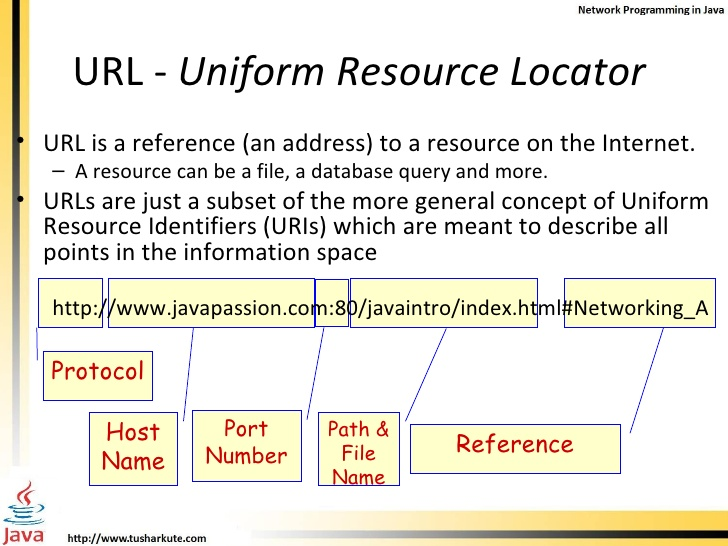 Network Programming in Java
URL - Uniform Resource Locator
• URL is a reference (an address) to a resource on the Internet.
– A resource can be a file, a database query and more.
• URLs are just a subset of the more general concept of Uniform
Resource Identifiers (URIs) which are meant to describe all
points in the information space
http://www.javapassion.com:80/javaintro/index.html#Networking_A
Protocol
Host
Name
Port
Number
Path &
File
Name
Reference
Java
http://www.tusharkute.com